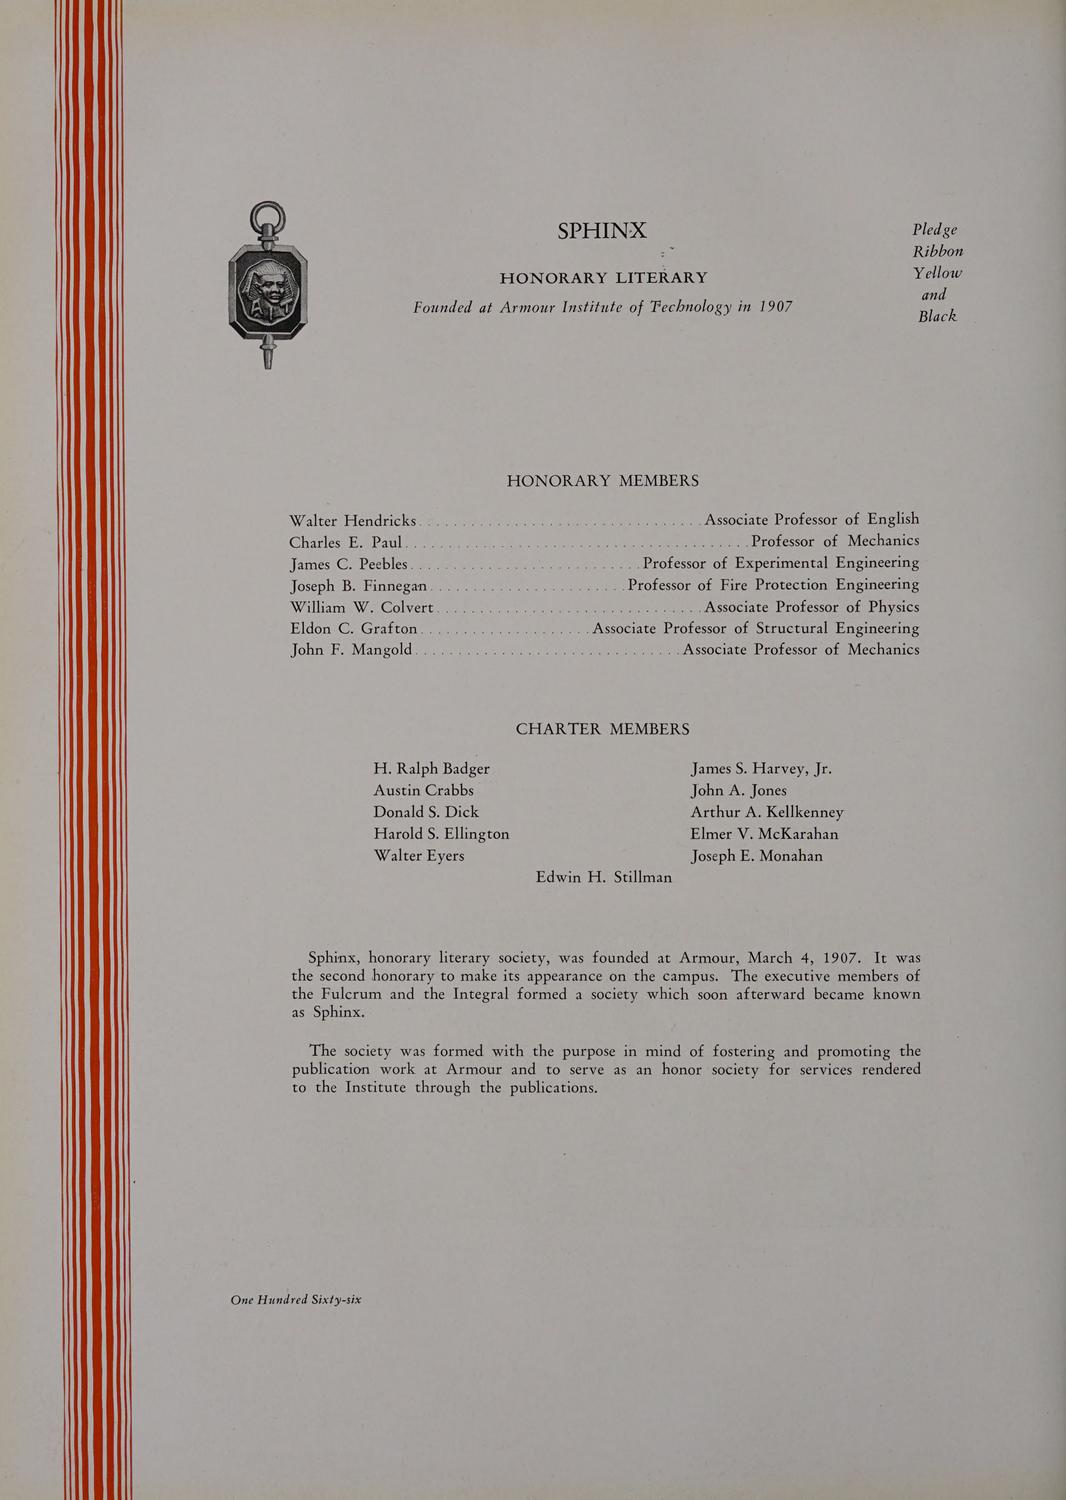 SPHINX
HONORARY LITERARY
Founded at Armour Institute of Technology in 1907
Pledge
Ribbon
Yellow
and
Black
HONORARY MEMBERS
Walter Hendricks................................Associate Professor of English
Charles E. Paul.......................................Professor of Mechanics
James C. Peebles..........................Professor of Experimental Engineering
Joseph B. Finnegan......................Professor of Fire Protection Engineering
William W. Colvert..............................Associate Professor of Physics
Eldon C. Grafton...................Associate Professor of Structural Engineering
John F. Mangold..............................Associate Professor of Mechanics
CHARTER MEMBERS
H. Ralph Badger
Austin Crabbs
Donald S. Dick
Harold S. Ellington
Walter Eyers
James S. Harvey, Jr.
John A. Jones
Arthur A. Kellkenney
Elmer V. McKarahan
Joseph E. Monahan
Edwin H. Stillman
Sphinx, honorary literary society, was founded at Armour, March 4, 1907. It was
the second honorary to make its appearance on the campus. The executive members of
the Fulcrum and the Integral formed a society which soon afterward became known
as Sphinx.
The society was formed with the purpose in mind of fostering and promoting the
publication work at Armour and to serve as an honor society for services rendered
to the Institute through the publications.
One Hundred Sixty-six